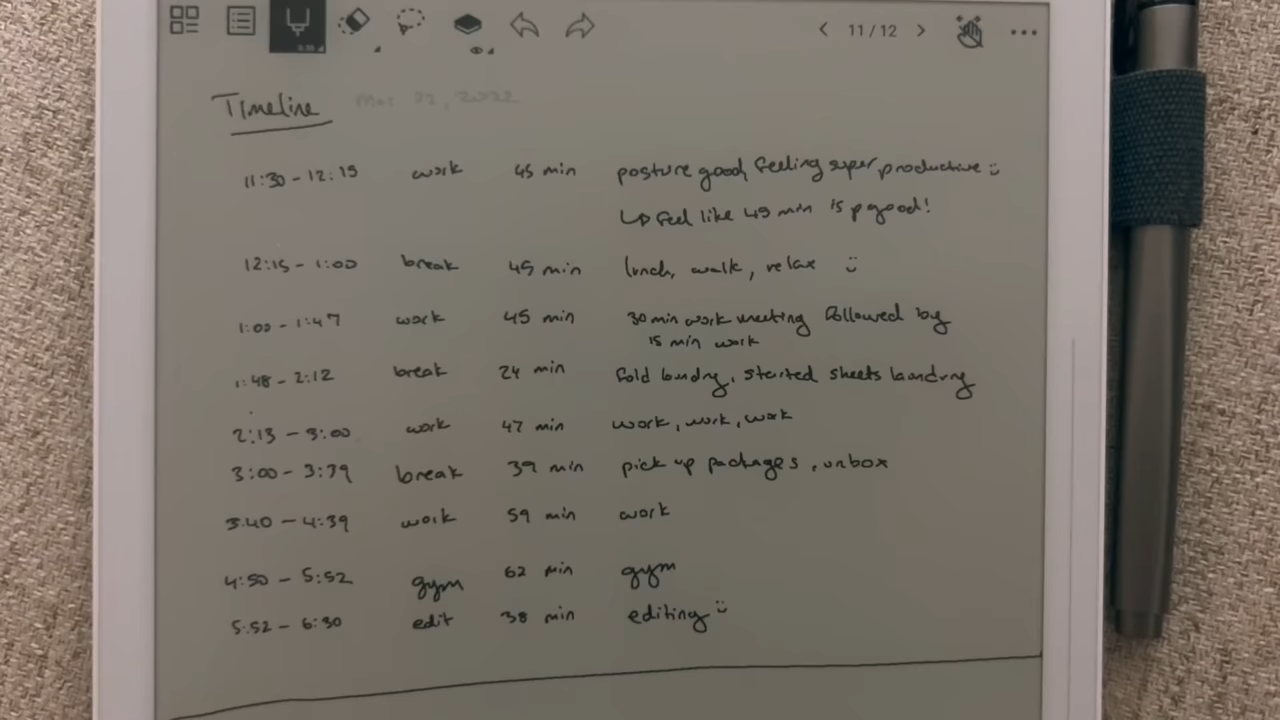 11/12
Timeline
11:30 - 12:15 work 45 min posture good, feeling super productive
↳ feel like 45 min is p good!
12:15 - 1:00 break 45 min lunch, walk, relax
1:00 - 1:47 work 45 min 30 min work meeting followed by
15 min work
1:48 - 2:12 break 24 min fold laundry, started sheets laundry
2:13 - 3:00 work 47 min work, work, work
3:00 - 3:39 break 39 min pick up packages, unbox
3:40 - 4:39 work 59 min work
4:50 - 5:52 gym 62 min gym
5:52 - 6:30 edit 38 min editing